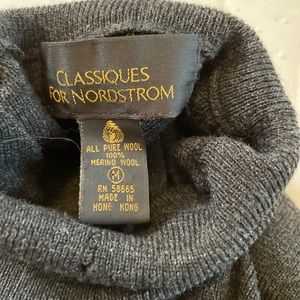 CLASSIQUES
FOR NORDSTROM
ALL PURE WOOL
100%
MERINO WOOL
M
RN 58665
MADE IN
HONG KONG